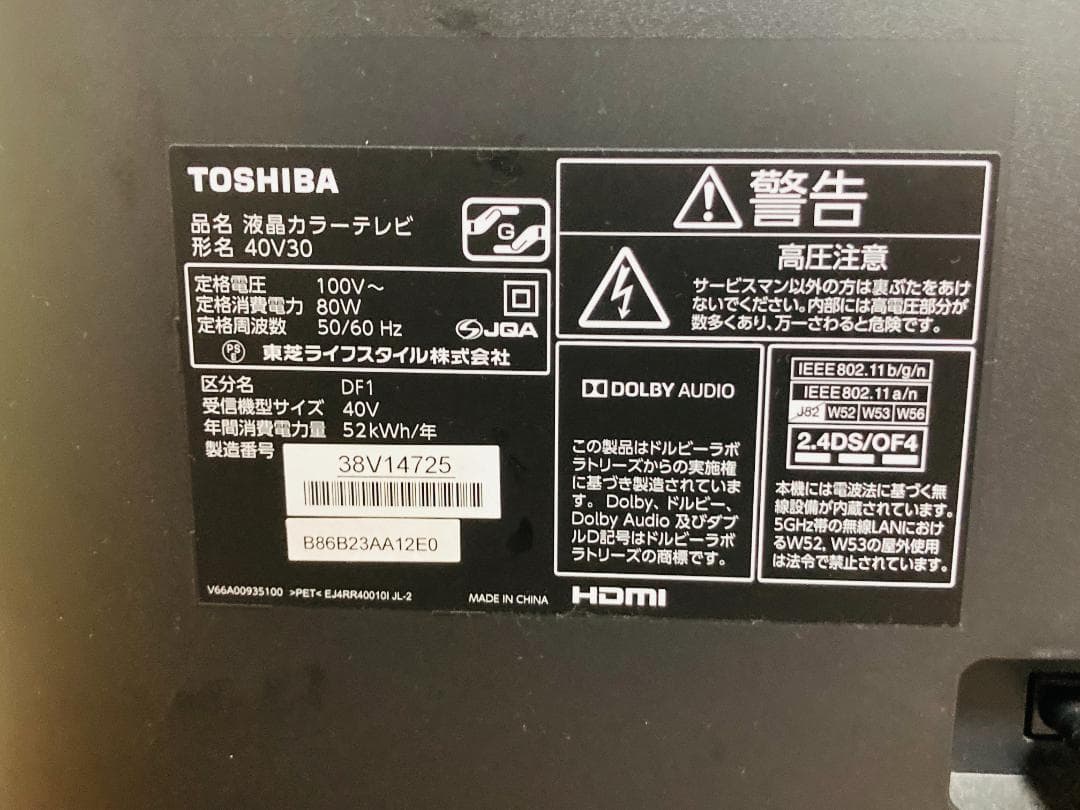 TOSHIBA
品名 液晶カラーテレビ
形名 40V30
G
定格電圧 100V～
定格消費電力 80W
定格周波数 50/60 Hz
JQA
PS
E
東芝ライフスタイル株式会社
区分名 DF1
受信機型サイズ 40V
年間消費電力量 52kWh/年
製造番号
38V14725
B86B23AA12E0
V66A00935100 >PET< EJ4RR40010I JL-2
MADE IN CHINA
警告
高圧注意
サービスマン以外の方は裏ぶたをあけ
ないでください。内部には高電圧部分が
数多くあり、万一さわると危険です。
DOLBY AUDIO
この製品はドルビーラボ
ラトリーズからの実施権
に基づき製造されていま
す。Dolby、ドルビー、
Dolby Audio 及びダブ
ルD記号はドルビーラボ
ラトリーズの商標です。
HDMI
IEEE802.11b/g/n
IEEE802.11a/n
J52 W52 W53 W56
2.4DS/OF4
本機には電波法に基づく無
線設備が内蔵されています。
5GHz帯の無線LANにおけ
るW52, W53の屋外使用
は法令で禁止されています。